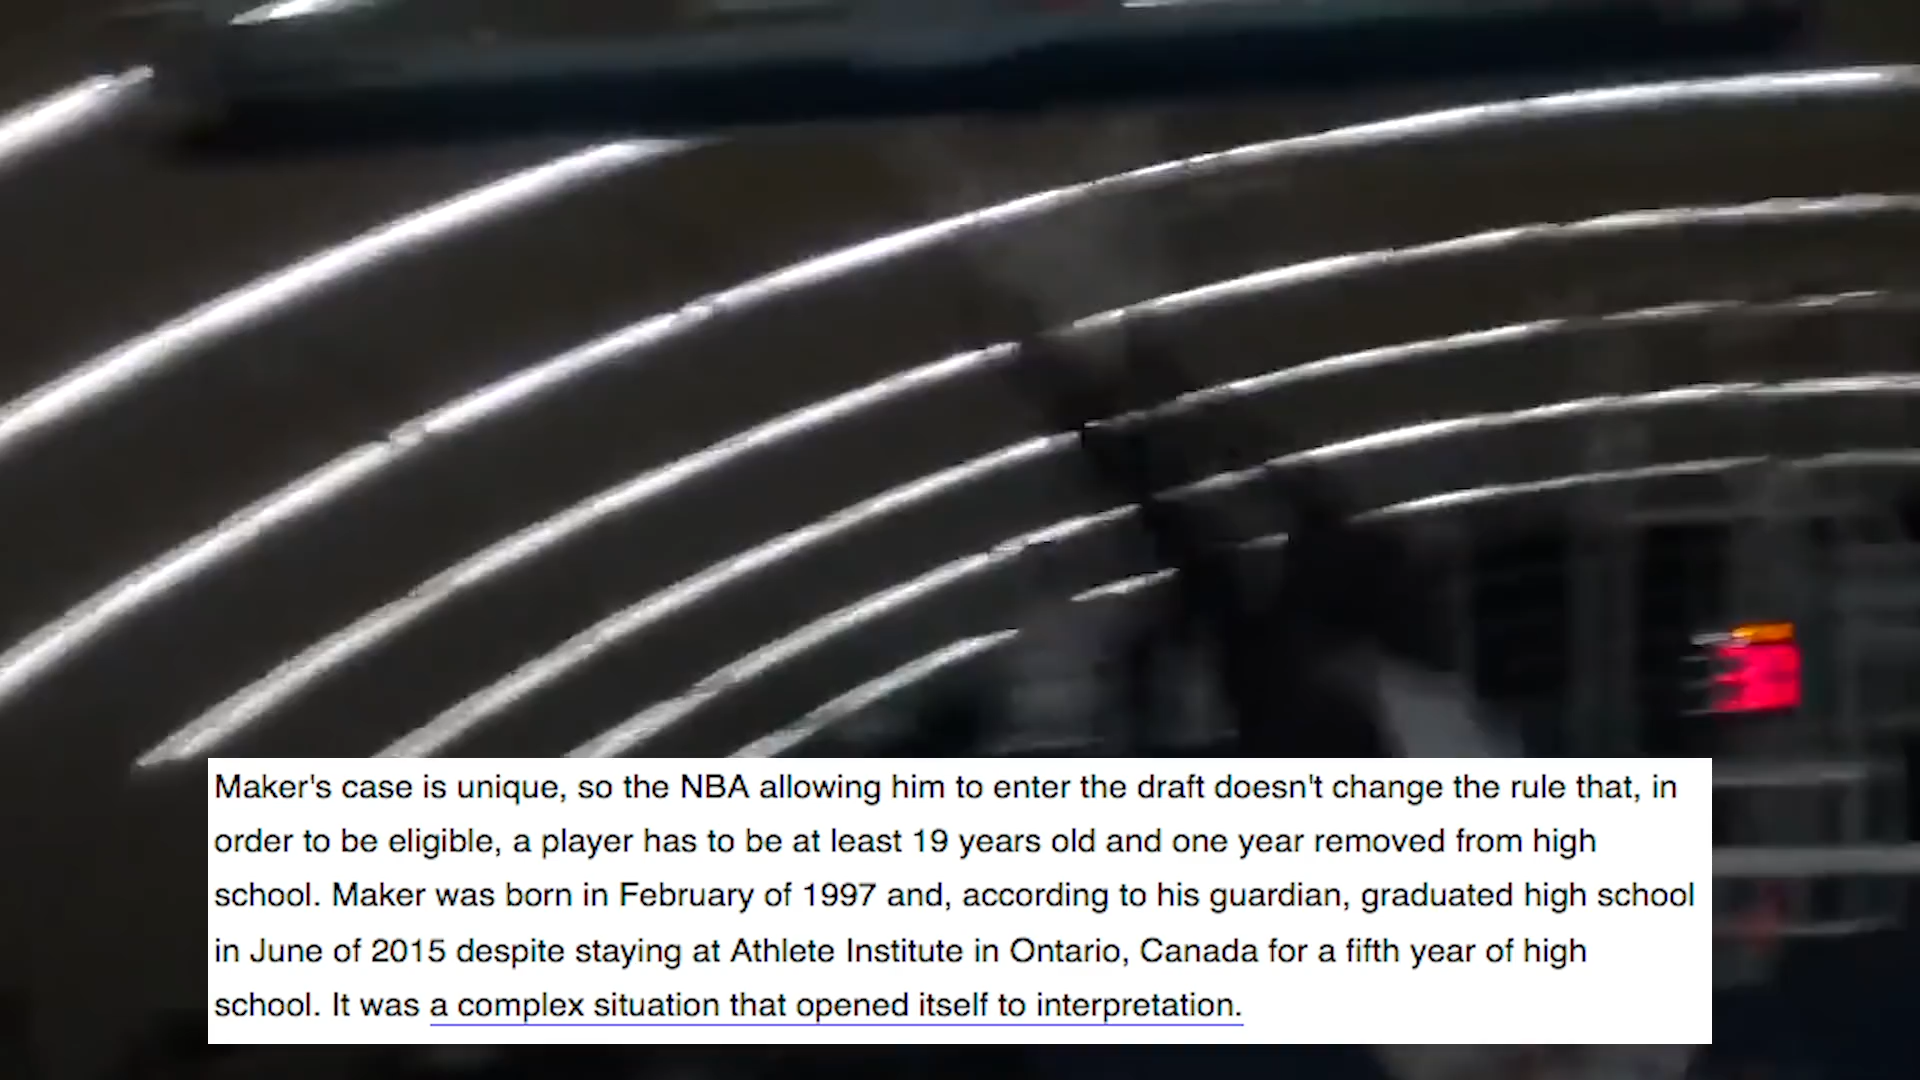 Maker's case is unique, so the NBA allowing him to enter the draft doesn't change the rule that, in
order to be eligible, a player has to be at least 19 years old and one year removed from high
school. Maker was born in February of 1997 and, according to his guardian, graduated high school
in June of 2015 despite staying at Athlete Institute in Ontario, Canada for a fifth year of high
school. It was a complex situation that opened itself to interpretation.